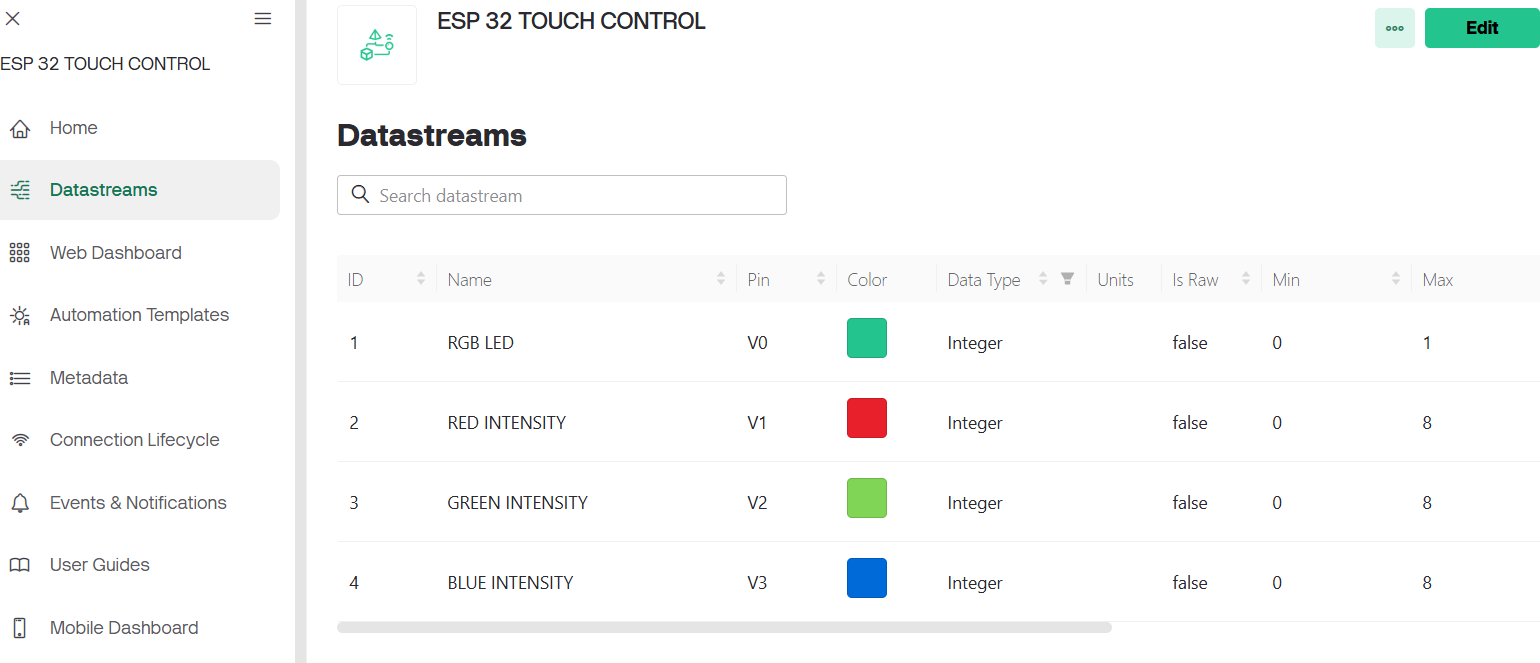 ESP 32 TOUCH CONTROL
Home
Datastreams
Web Dashboard
Automation Templates
Metadata
Connection Lifecycle
Events & Notifications
User Guides
Mobile Dashboard
ESP 32 TOUCH CONTROL
Edit
Datastreams
Search datastream
ID Name Pin Color Data Type Units Is Raw Min Max
1 RGB LED V0 Integer false 0 1
2 RED INTENSITY V1 Integer false 0 8
3 GREEN INTENSITY V2 Integer false 0 8
4 BLUE INTENSITY V3 Integer false 0 8